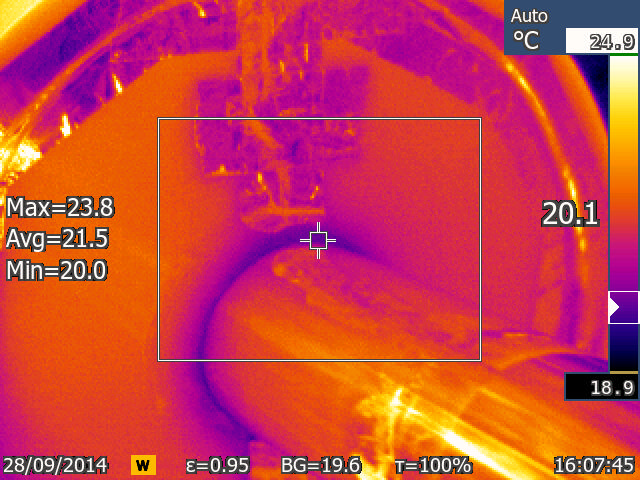 Auto
°C
24.9
Max=23.8
20.1
Avg=21.5
Min=20.0
18.9
28/09/2014 W ε=0.95 BG=19.6 τ=100% 16:07:45